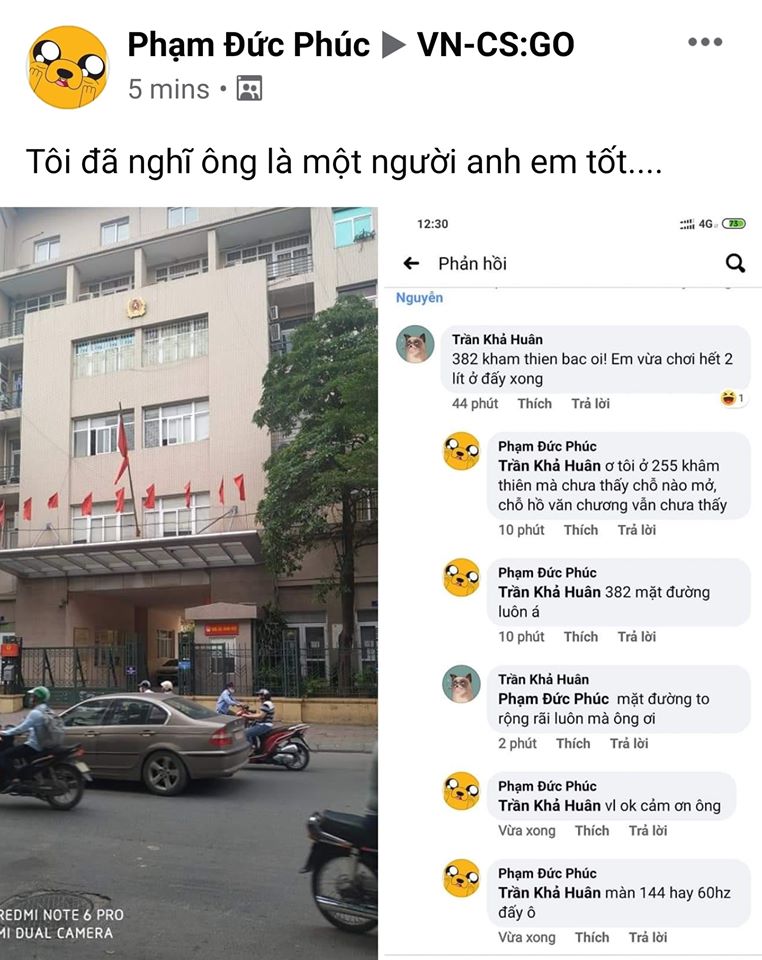 Phạm Đức Phúc ▶ VN-CS:GO
5 mins •
Tôi đã nghĩ ông là một người anh em tốt....
REDMI NOTE 6 PRO
MI DUAL CAMERA
12:30
4G
73
Phản hồi
Nguyên
Trần Khả Huân
382 kham thien bac oi! Em vừa chơi hết 2
lít ở đấy xong
44 phút Thích Trả lời
1
Phạm Đức Phúc
Trần Khả Huân ơ tôi ở 255 khâm
thiên mà chưa thấy chỗ nào mở,
chỗ hồ văn chương vẫn chưa thấy
10 phút Thích Trả lời
Phạm Đức Phúc
Trần Khả Huân 382 mặt đường
luôn á
10 phút Thích Trả lời
Trần Khả Huân
Phạm Đức Phúc mặt đường to
rộng rãi luôn mà ông ơi
2 phút Thích Trả lời
Phạm Đức Phúc
Trần Khả Huân vl ok cảm ơn ông
Vừa xong Thích Trả lời
Phạm Đức Phúc
Trần Khả Huân màn 144 hay 60hz
đấy ô
Vừa xong Thích Trả lời